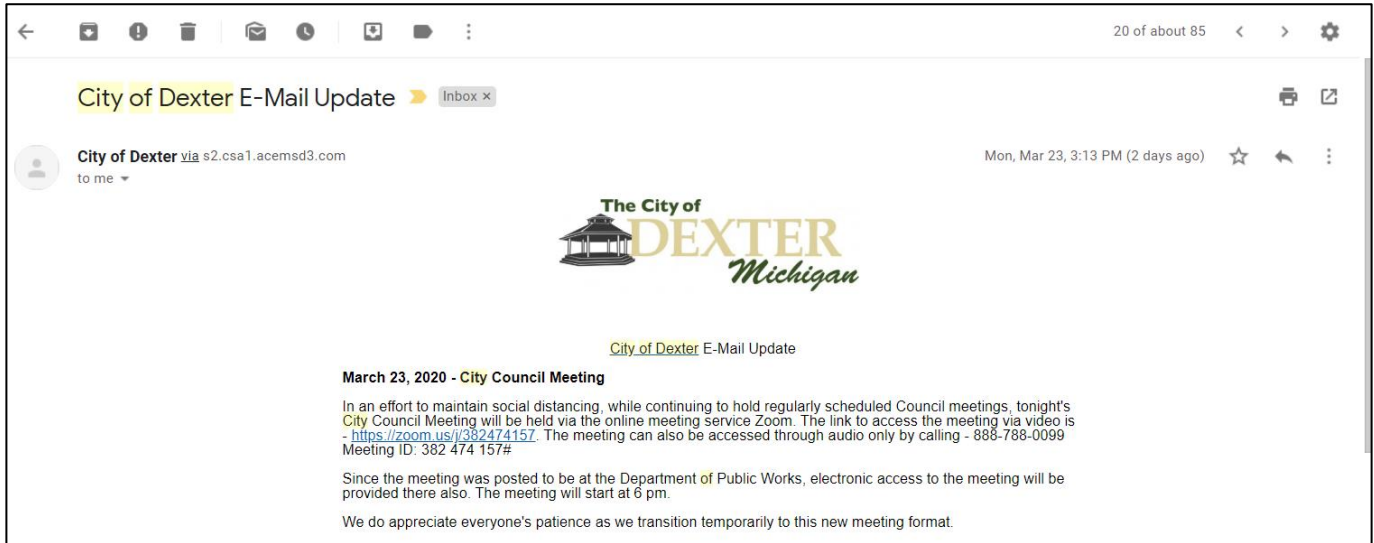 20 of about 85
City of Dexter E-Mail Update Inbox ×
City of Dexter via s2.csa1.acemsd3.com Mon, Mar 23, 3:13 PM (2 days ago)
to me
The City of
DEXTER
Michigan
City of Dexter E-Mail Update
March 23, 2020 - City Council Meeting
In an effort to maintain social distancing, while continuing to hold regularly scheduled Council meetings, tonight's
City Council Meeting will be held via the online meeting service Zoom. The link to access the meeting via video is
- https://zoom.us/j/382474157. The meeting can also be accessed through audio only by calling - 888-788-0099
Meeting ID: 382 474 157#
Since the meeting was posted to be at the Department of Public Works, electronic access to the meeting will be
provided there also. The meeting will start at 6 pm.
We do appreciate everyone's patience as we transition temporarily to this new meeting format.